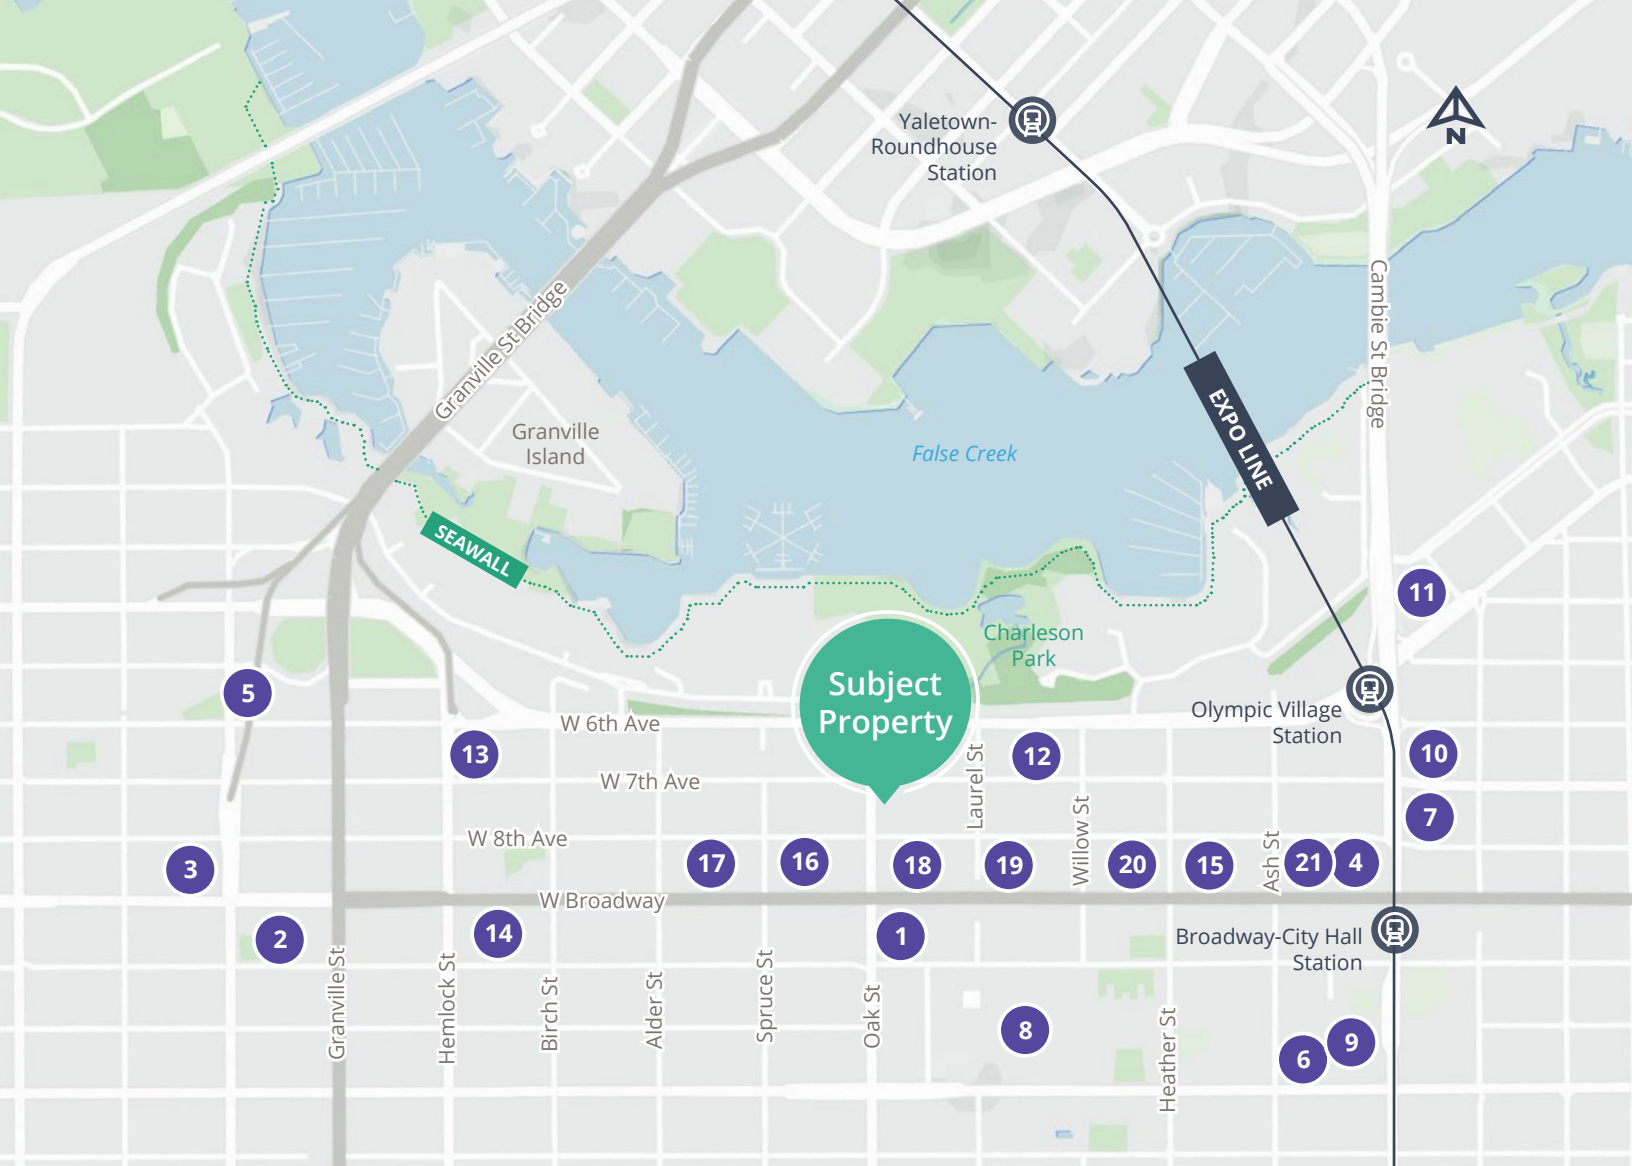 Yaletown-
Roundhouse
Station
N
Cambie St Bridge
Granville St Bridge
EXPO LINE
Granville
Island
False Creek
SEAWALL
11
Charleson
Park
Subject
Property
5
Olympic Village
Station
W 6th Ave
13
12
10
Laurel St
W 7th Ave
7
Willow St
W 8th Ave
Ash St
3
17
16
18
19
20
15
21
4
W Broadway
2
14
1
Broadway-City Hall
Station
Granville St
Hemlock St
Birch St
Alder St
Spruce St
Oak St
8
Heather St
6
9